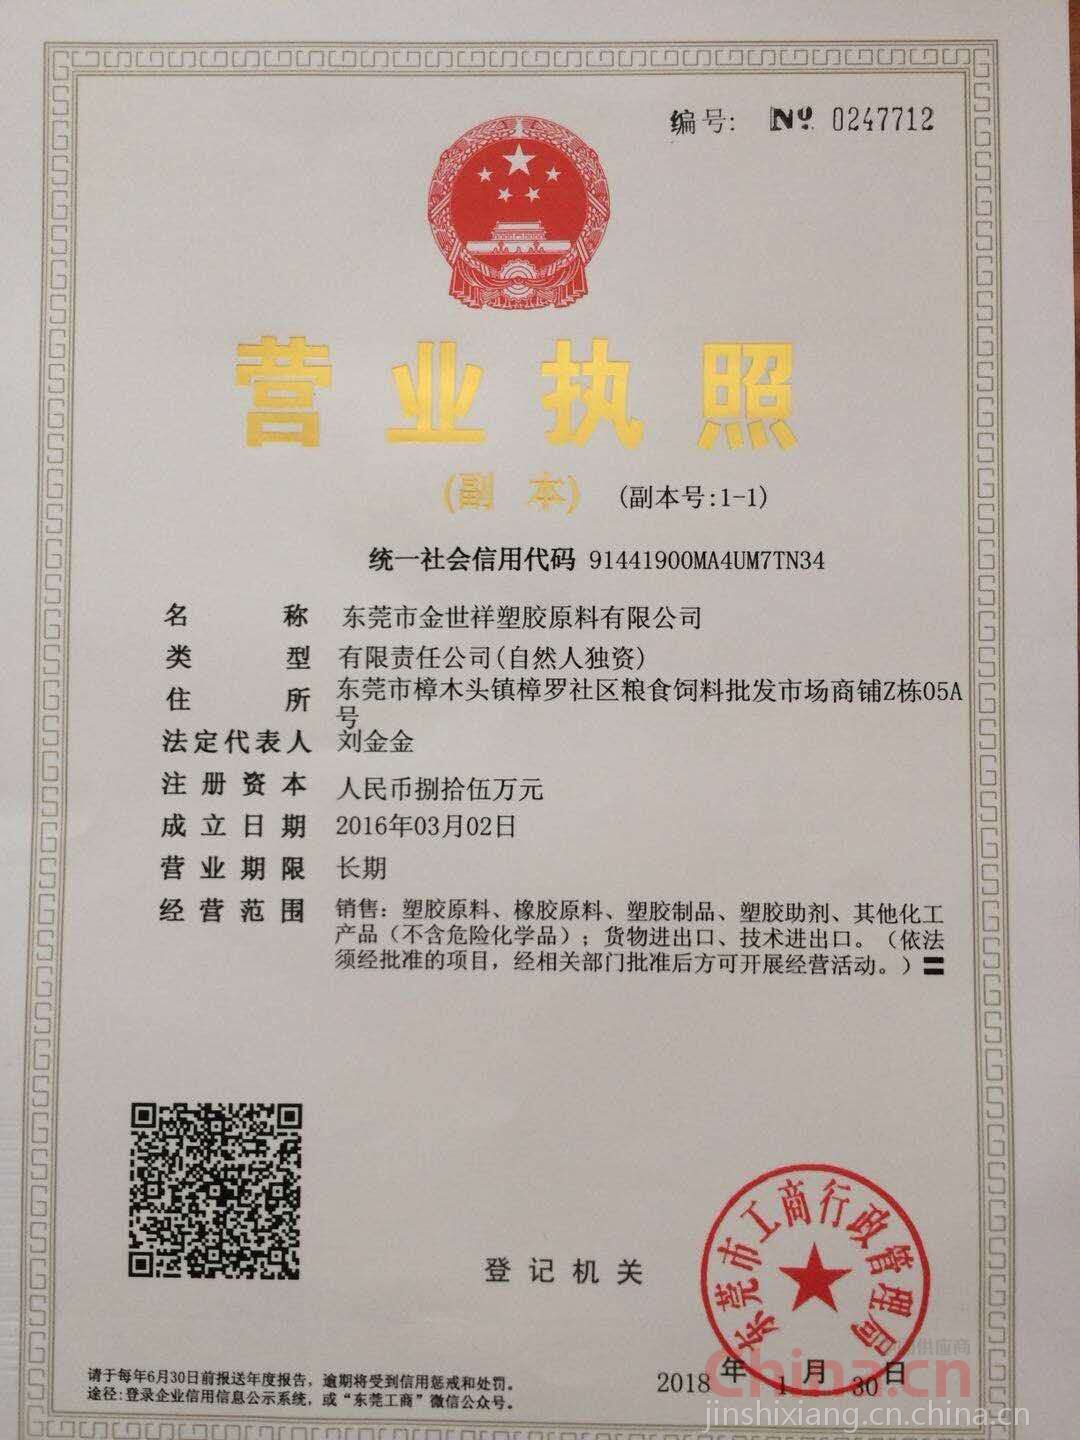 编号: No 0247712
营业执照
(副本) (副本号:1-1)
统一社会信用代码 91441900MA4UM7TN34
名称 东莞市金世祥塑胶原料有限公司
类型 有限责任公司(自然人独资)
住所 东莞市樟木头镇樟罗社区粮食饲料批发市场商铺Z栋05A
号
法定代表人 刘金金
注册资本 人民币捌拾伍万元
成立日期 2016年03月02日
营业期限 长期
经营范围 销售：塑胶原料、橡胶原料、塑胶制品、塑胶助剂、其他化工
产品（不含危险化学品）；货物进出口、技术进出口。（依法
须经批准的项目，经相关部门批准后方可开展经营活动。）〓
登记机关
东莞市工商行政管理局
2018 年 1 月 30 日
请于每年6月30日前报送年度报告，逾期将受到信用惩戒和处罚。
途径:登录企业信用信息公示系统，或“东莞工商”微信公众号。
中国供应商
China.cn
jinshixiang.cn.china.cn